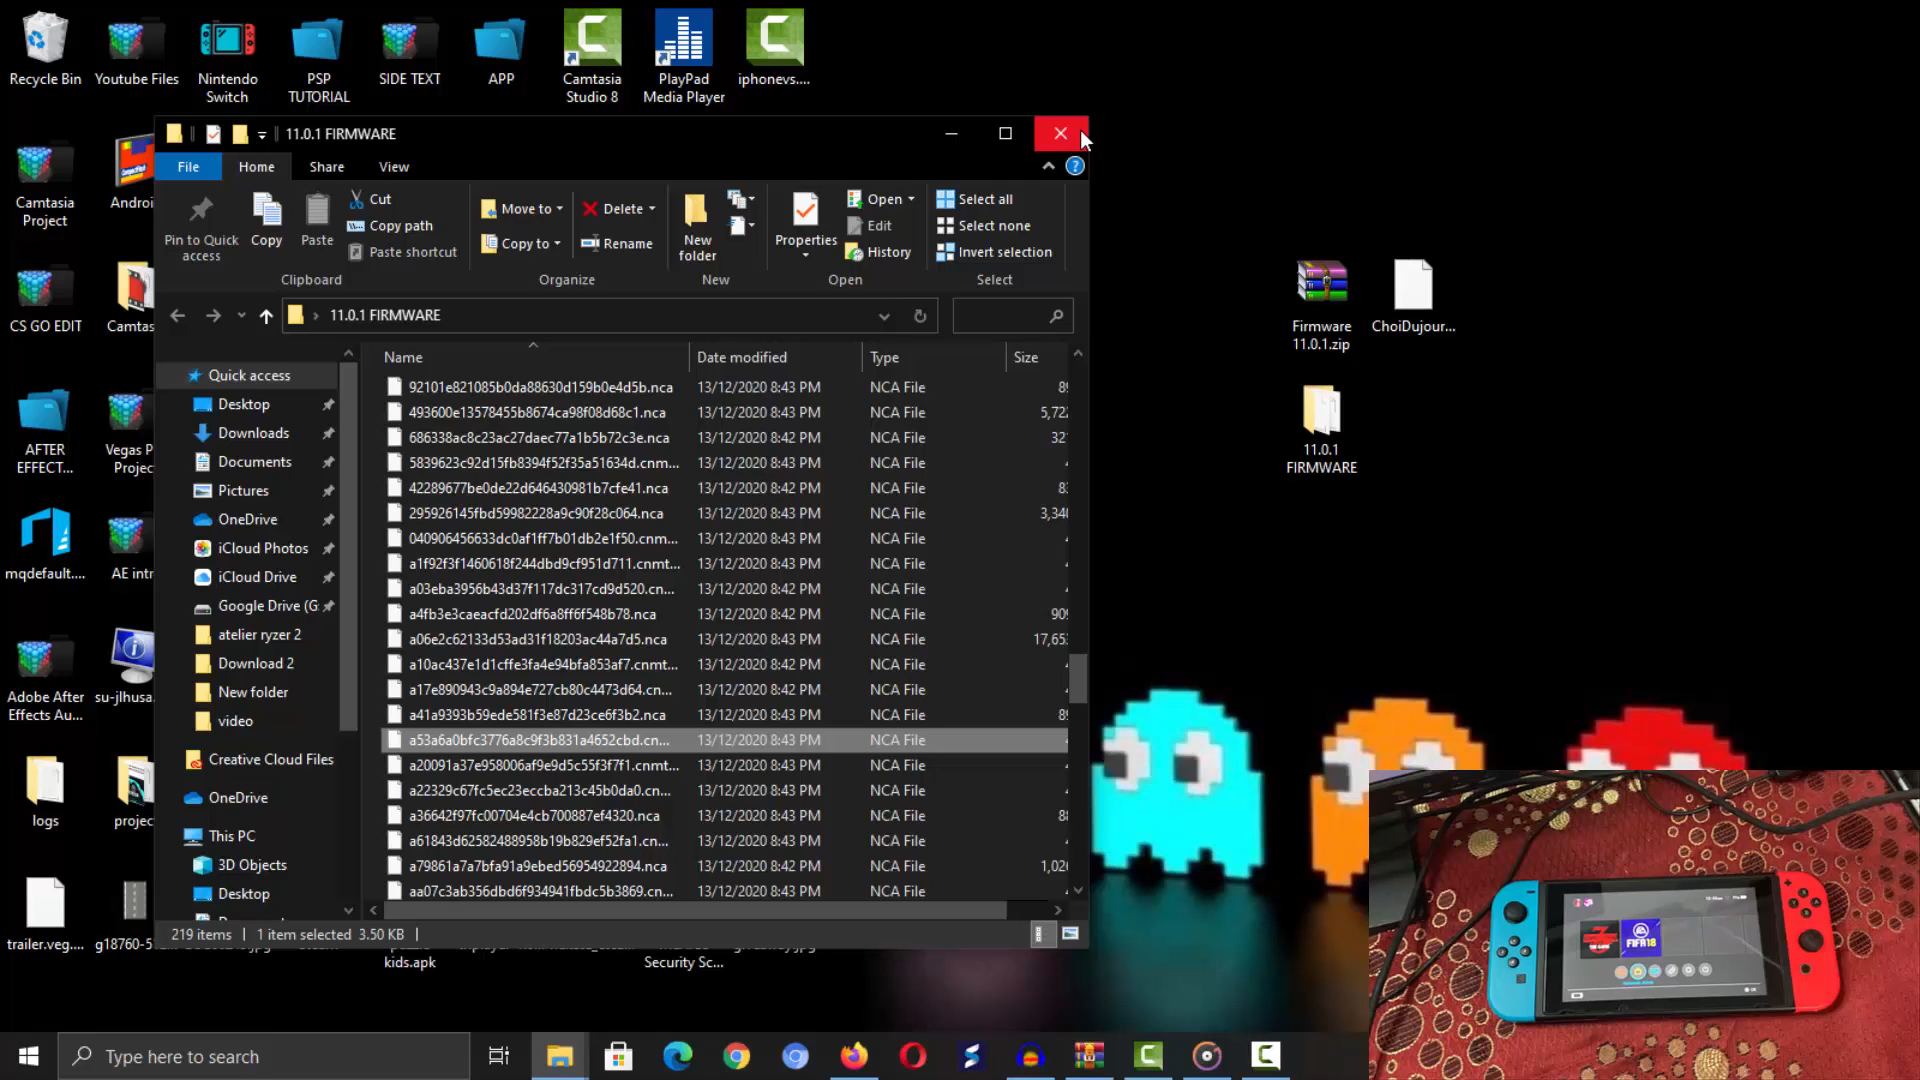 Recycle Bin
Youtube Files
Nintendo
Switch
PSP
TUTORIAL
SIDE TEXT
APP
Camtasia
Studio 8
PlayPad
Media Player
iphonevs....
11.0.1 FIRMWARE
File
Home
Share
View
Pin to Quick
access
Copy
Paste
Cut
Copy path
Paste shortcut
Clipboard
Move to
Copy to
Delete
Rename
Organize
New
folder
New
Properties
Open
Edit
History
Open
Select all
Select none
Invert selection
Select
11.0.1 FIRMWARE
Name
Date modified
Type
Size
92101e821085b0da88630d159b0e4d5b.nca 13/12/2020 8:43 PM NCA File
493600e13578455b8674ca98f08d68c1.nca 13/12/2020 8:43 PM NCA File 5,722
686338ac8c23ac27daec77a1b5b72c3e.nca 13/12/2020 8:42 PM NCA File 321
5839623c92d15fb8394f52f35a51634d.cnm... 13/12/2020 8:43 PM NCA File
42289677be0de22d646430981b7cfe41.nca 13/12/2020 8:42 PM NCA File
295926145fbd59982228a9c90f28c064.nca 13/12/2020 8:43 PM NCA File 3,340
040906456633dc0af1ff7b01db2e1f50.cnm... 13/12/2020 8:43 PM NCA File
a1f92f3f1460618f244dbd9cf951d711.cnmt... 13/12/2020 8:43 PM NCA File
a03eba3956b43d37f117dc317cd9d520.cn... 13/12/2020 8:43 PM NCA File
a4fb3e3caeacfd202df6a8ff6f548b78.nca 13/12/2020 8:42 PM NCA File 909
a06e2c62133d53ad31f18203ac44a7d5.nca 13/12/2020 8:43 PM NCA File 17,653
a10ac437e1d1cffe3fa4e94bfa853af7.cnmt... 13/12/2020 8:42 PM NCA File
a17e890943c9a894e727cb80c4473d64.cn... 13/12/2020 8:42 PM NCA File
a41a9393b59ede581f3e87d23ce6f3b2.nca 13/12/2020 8:43 PM NCA File
a53a6a0bfc3776a8c9f3b831a4652cbd.cn... 13/12/2020 8:43 PM NCA File
a20091a37e958006af9e9d5c55f3f7f1.cnmt... 13/12/2020 8:43 PM NCA File
a22329c67fc5ec23eccba213c45b0da0.cn... 13/12/2020 8:43 PM NCA File
a36642f97fc00704e4cb700887ef4320.nca 13/12/2020 8:43 PM NCA File
a61843d62582488958b19b829ef52fa1.cn... 13/12/2020 8:43 PM NCA File
a79861a7a7bfa91a9ebed56954922894.nca 13/12/2020 8:42 PM NCA File 1,026
aa07c3ab356dbd6f934941fbdc5b3869.cn... 13/12/2020 8:43 PM NCA File
Quick access
Desktop
Downloads
Documents
Pictures
OneDrive
iCloud Photos
iCloud Drive
Google Drive (G:
atelier ryzer 2
Download 2
New folder
video
Creative Cloud Files
OneDrive
This PC
3D Objects
Desktop
219 items
1 item selected 3.50 KB
Camtasia
Project
Androi
CS GO EDIT
Camtas
AFTER
EFFECT...
Vegas P
Projec
mqdefault....
AE intr
Adobe After
Effects Au...
su-jlhusa.
logs
project
trailer.veg....
kids.apk
Security Sc...
Firmware
11.0.1.zip
ChoiDujour...
11.0.1
FIRMWARE
FIFA18
Type here to search